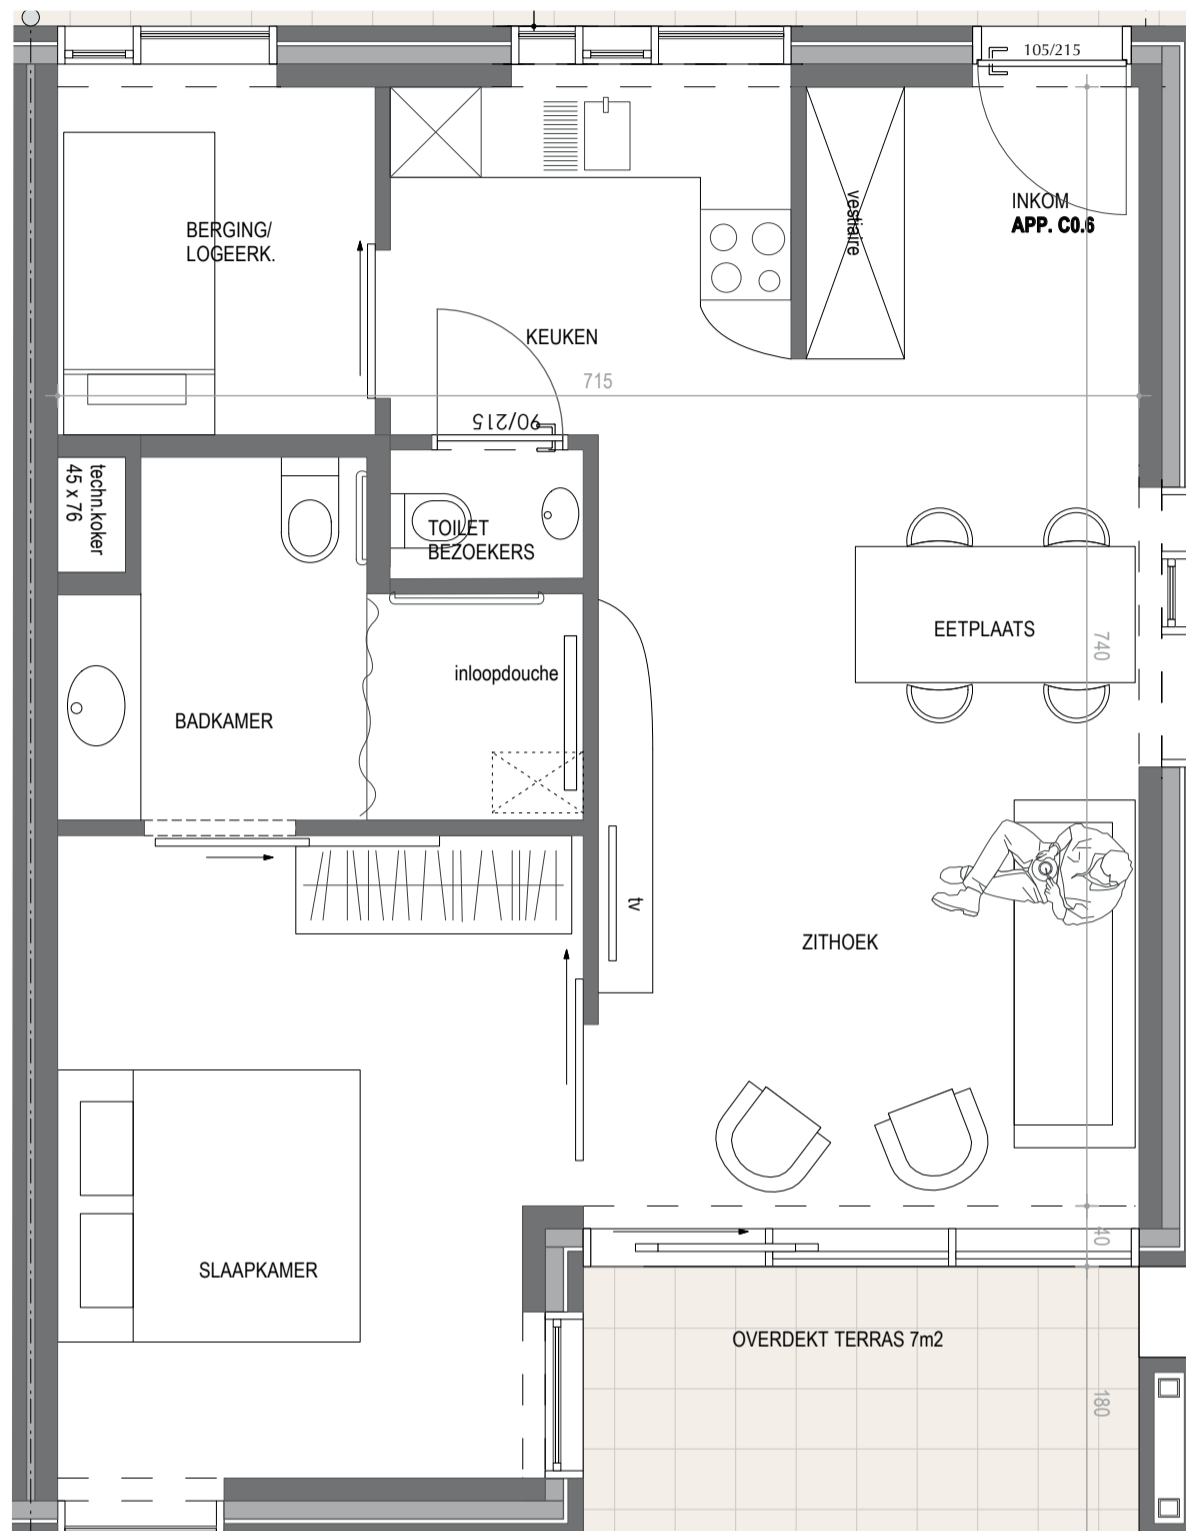 105/215
INKOM
APP. C0.6
vestiaire
BERGING/
LOGEERK.
KEUKEN
715
90/215
techn.koker
45 x 76
TOILET
BEZOEKERS
EETPLAATS
740
inloopdouche
BADKAMER
tv
ZITHOEK
SLAAPKAMER
40
OVERDEKT TERRAS 7m2
180